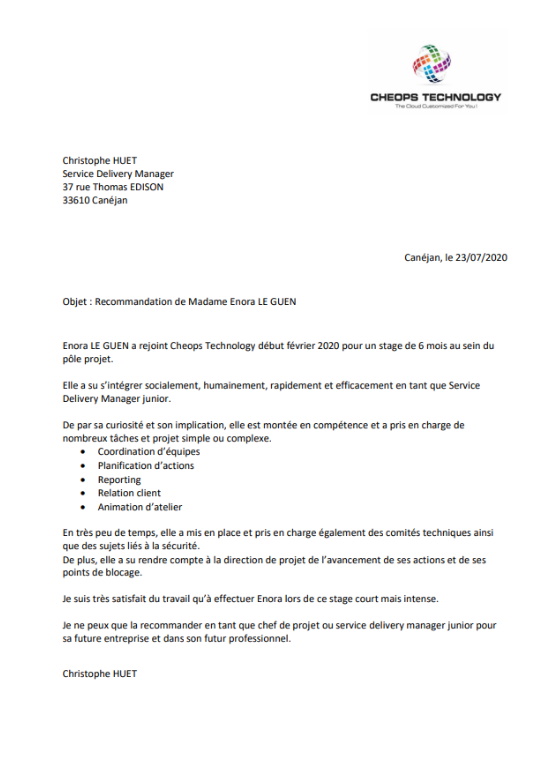 CHEOPS TECHNOLOGY
The Cloud Customized For You !
Christophe HUET
Service Delivery Manager
37 rue Thomas EDISON
33610 Canéjan
Canéjan, le 23/07/2020
Objet : Recommandation de Madame Enora LE GUEN
Enora LE GUEN a rejoint Cheops Technology début février 2020 pour un stage de 6 mois au sein du
pôle projet.
Elle a su s’intégrer socialement, humainement, rapidement et efficacement en tant que Service
Delivery Manager junior.
De par sa curiosité et son implication, elle est montée en compétence et a pris en charge de
nombreux tâches et projet simple ou complexe.
• Coordination d’équipes
• Planification d’actions
• Reporting
• Relation client
• Animation d’atelier
En très peu de temps, elle a mis en place et pris en charge également des comités techniques ainsi
que des sujets liés à la sécurité.
De plus, elle a su rendre compte à la direction de projet de l’avancement de ses actions et de ses
points de blocage.
Je suis très satisfait du travail qu’à effectuer Enora lors de ce stage court mais intense.
Je ne peux que la recommander en tant que chef de projet ou service delivery manager junior pour
sa future entreprise et dans son futur professionnel.
Christophe HUET